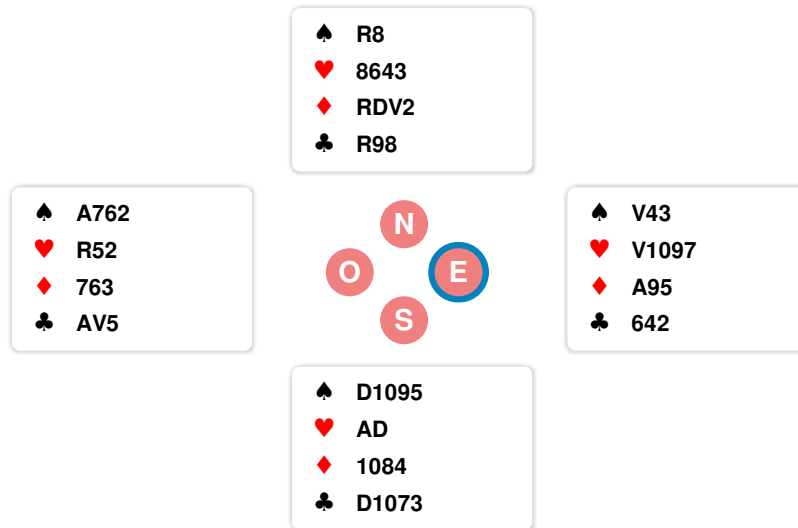 ♠ R8
♥ 8643
♦ RDV2
♣ R98
♠ A762
♥ R52
♦ 763
♣ AV5
N
O E
S
♠ V43
♥ V1097
♦ A95
♣ 642
♠ D1095
♥ AD
♦ 1084
♣ D1073